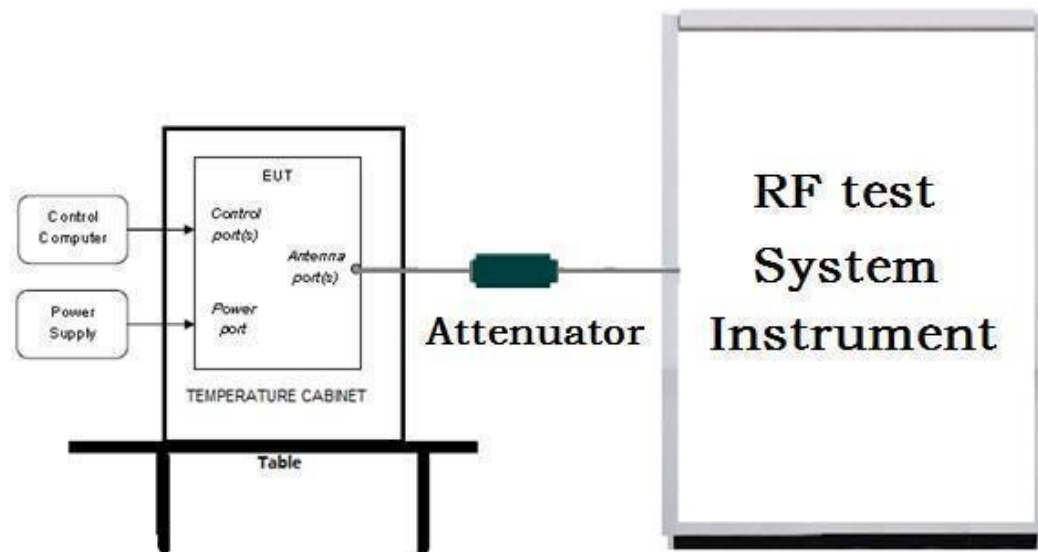 EUT
Control
Computer
Control
port(s)
Antenna
port(s)
Power
Supply
Power
port
TEMPERATURE CABINET
Table
Attenuator
RF test
System
Instrument